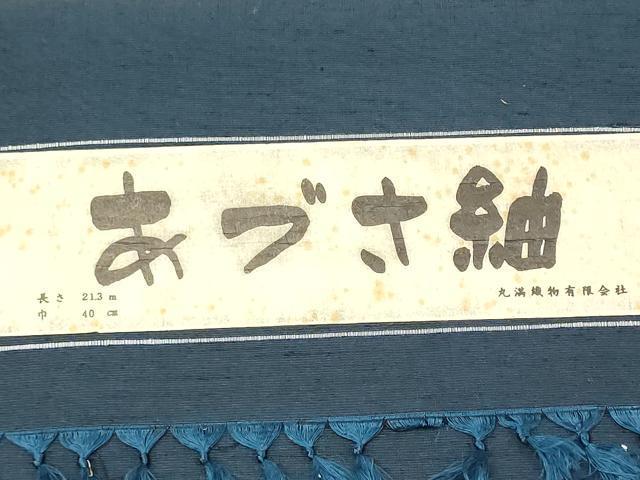 あづさ紬
長さ 21.3 m
巾 40 cm
丸満織物有限会社